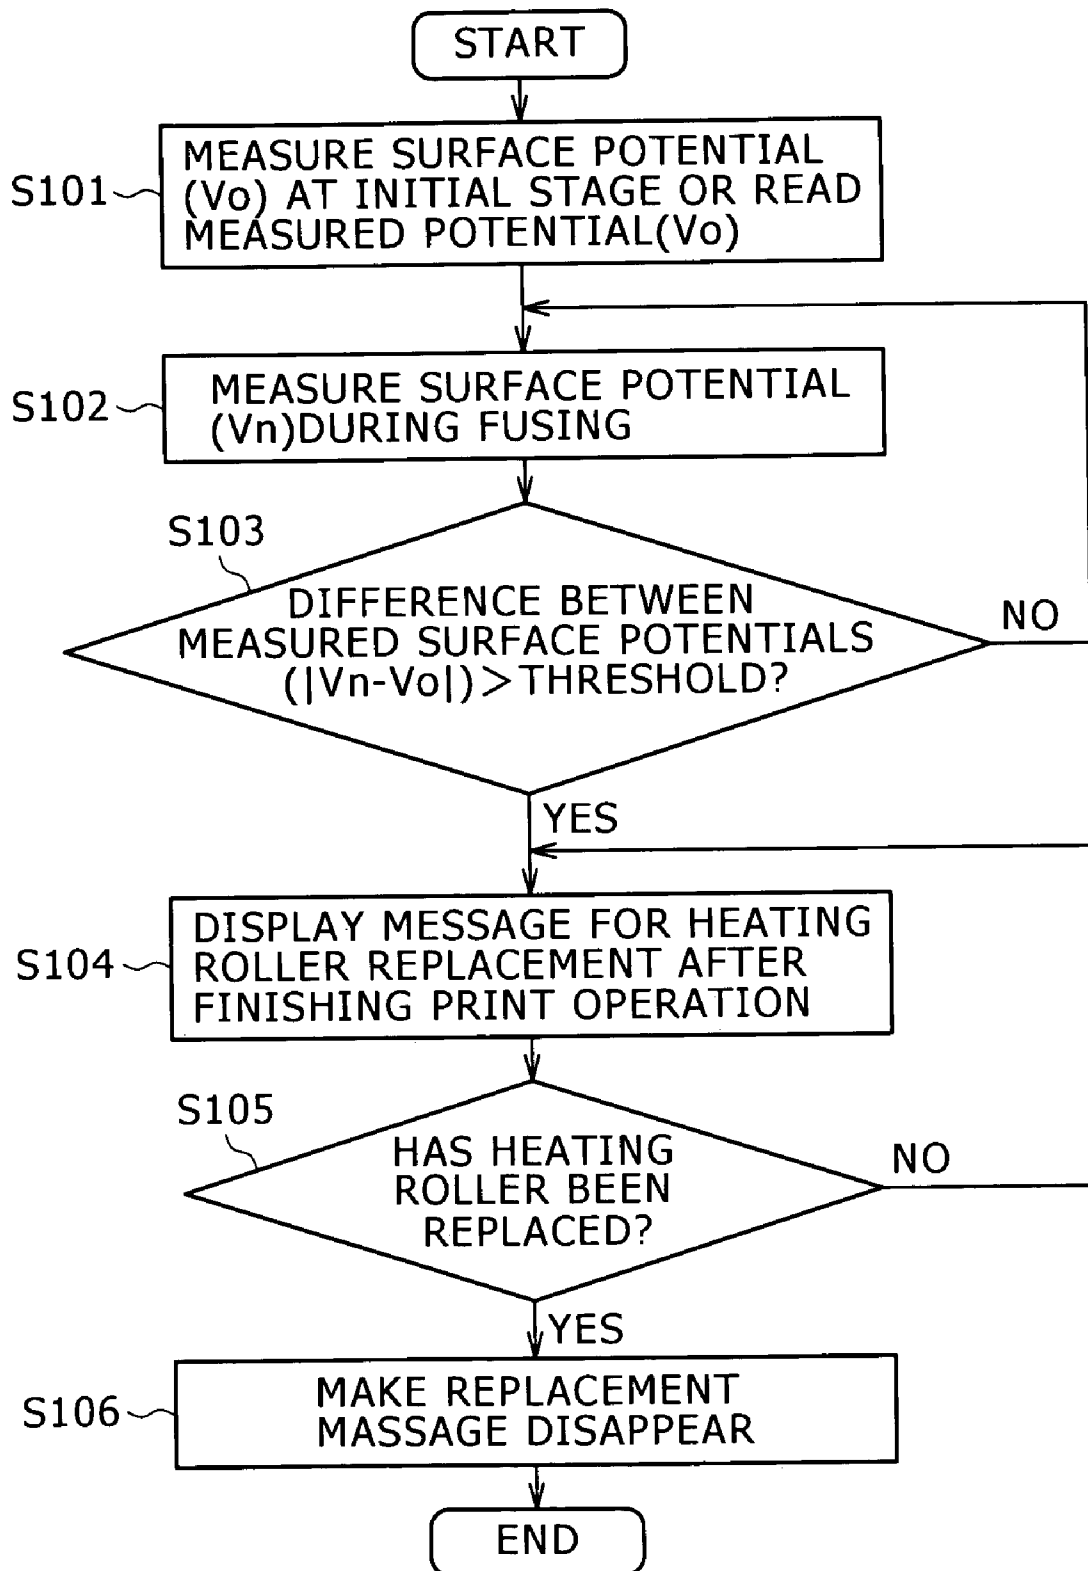 START
S101
MEASURE SURFACE POTENTIAL
(Vo) AT INITIAL STAGE OR READ
MEASURED POTENTIAL(Vo)
S102
MEASURE SURFACE POTENTIAL
(Vn)DURING FUSING
S103
DIFFERENCE BETWEEN
MEASURED SURFACE POTENTIALS
(|Vn-Vo|)>THRESHOLD?
NO
YES
S104
DISPLAY MESSAGE FOR HEATING
ROLLER REPLACEMENT AFTER
FINISHING PRINT OPERATION
S105
HAS HEATING
ROLLER BEEN
REPLACED?
NO
YES
S106
MAKE REPLACEMENT
MASSAGE DISAPPEAR
END